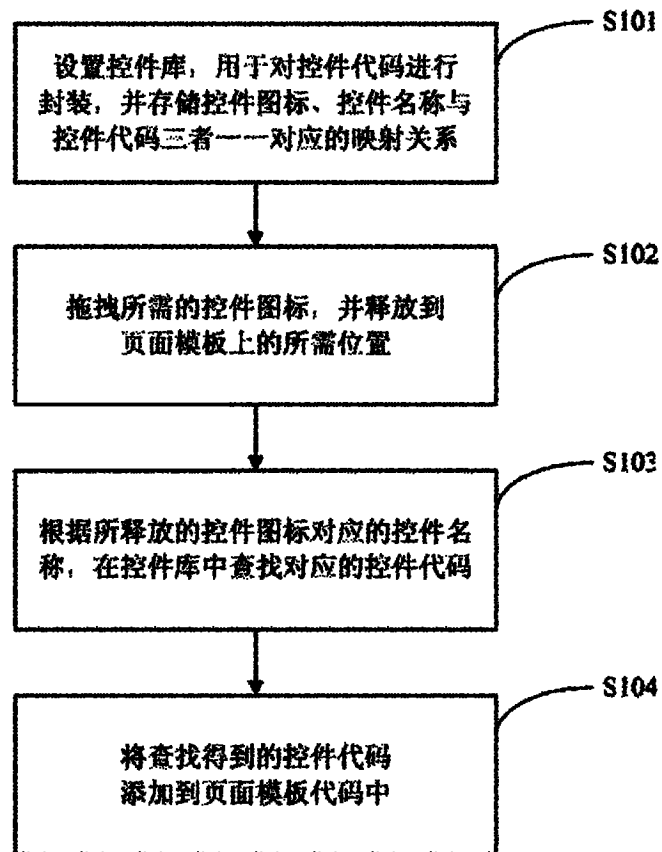 S101
设置控件库，用于对控件代码进行
封装，并存储控件图标、控件名称与
控件代码三者一一对应的映射关系
S102
拖拽所需的控件图标，并释放到
页面模板上的所需位置
S103
根据所释放的控件图标对应的控件名
称，在控件库中查找对应的控件代码
S104
将查找得到的控件代码
添加到页面模板代码中